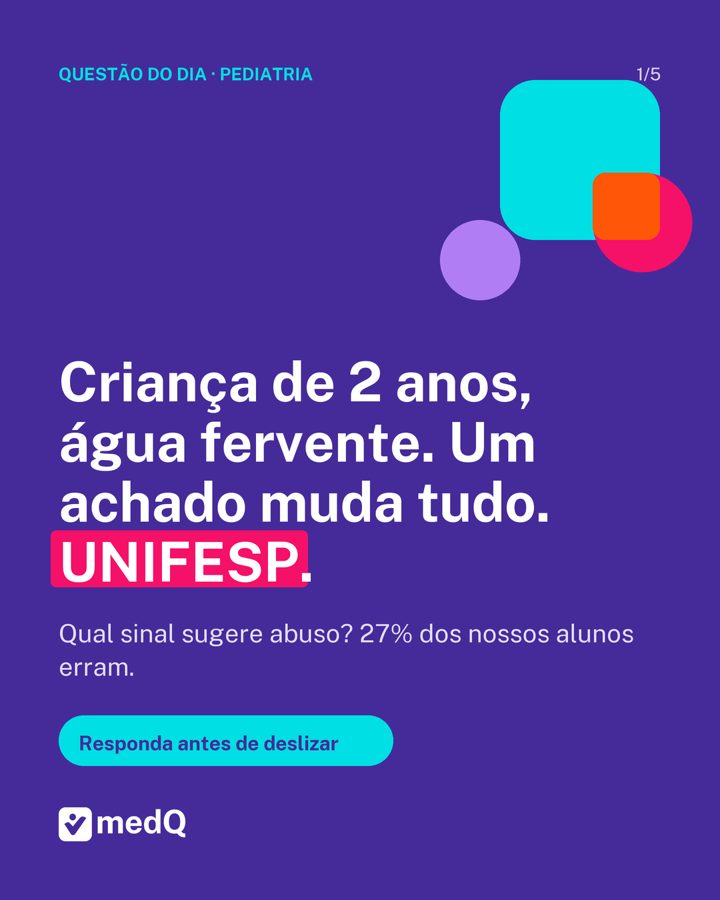 QUESTÃO DO DIA · PEDIATRIA
1/5
Criança de 2 anos,
água fervente. Um
achado muda tudo.
UNIFESP.
Qual sinal sugere abuso? 27% dos nossos alunos
erram.
Responda antes de deslizar
medQ